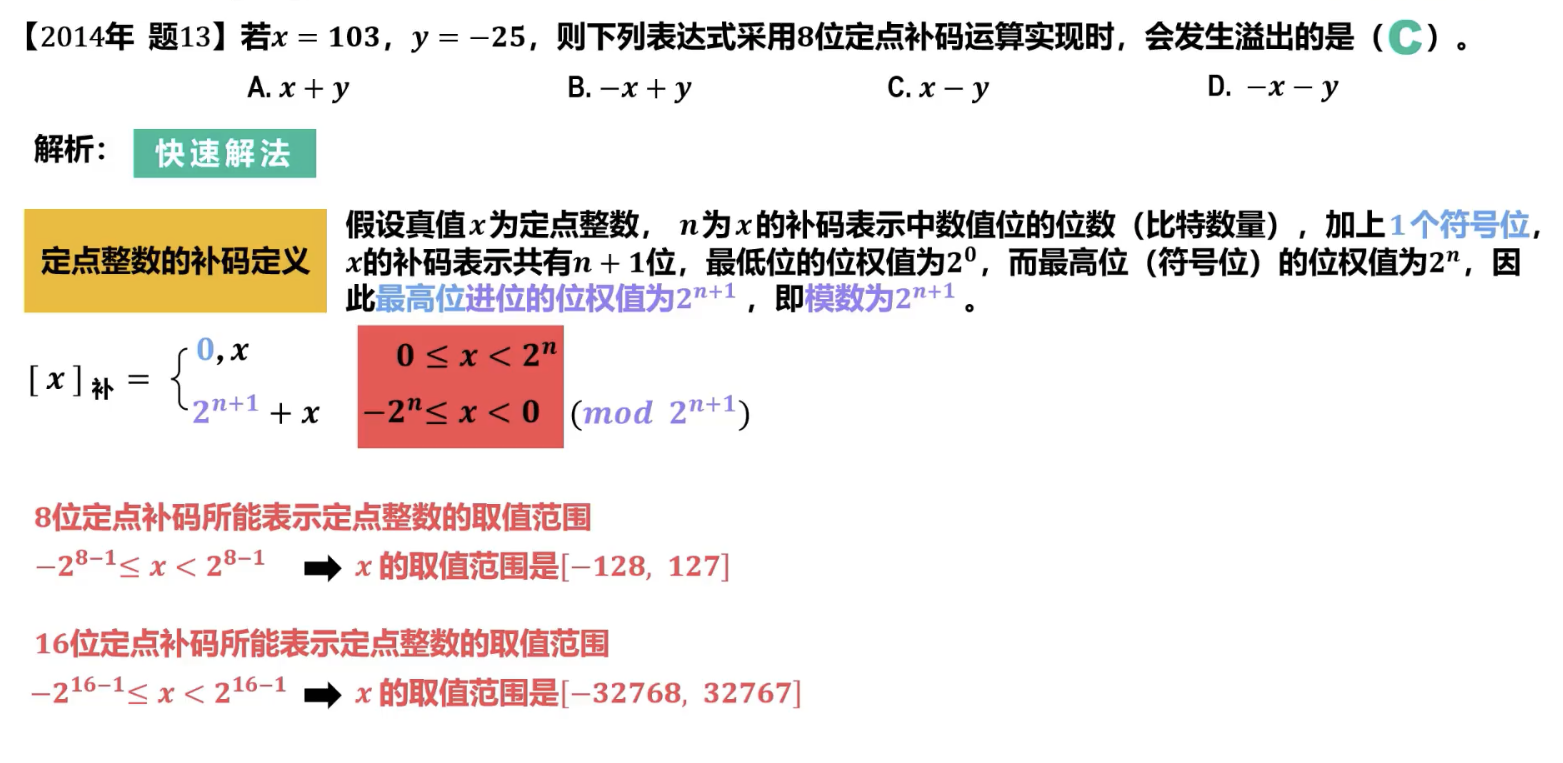 【2014年 题13】若x = 103，y = −25，则下列表达式采用8位定点补码运算实现时，会发生溢出的是（C）。
A. x + y B. −x + y C. x − y D. −x − y
解析： 快速解法
定点整数的补码定义
假设真值x为定点整数， n为x的补码表示中数值位的位数（比特数量），加上1个符号位，
x的补码表示共有n + 1位，最低位的位权值为2⁰，而最高位（符号位）的位权值为2ⁿ，因
此最高位进位的位权值为2ⁿ⁺¹ ，即模数为2ⁿ⁺¹ 。
[ x ]补 = { 0, x 0 ≤ x < 2ⁿ
2ⁿ⁺¹ + x −2ⁿ ≤ x < 0 (mod 2ⁿ⁺¹)
8位定点补码所能表示定点整数的取值范围
−2⁸⁻¹ ≤ x < 2⁸⁻¹ ➡ x 的取值范围是[−128, 127]
16位定点补码所能表示定点整数的取值范围
−2¹⁶⁻¹ ≤ x < 2¹⁶⁻¹ ➡ x 的取值范围是[−32768, 32767]